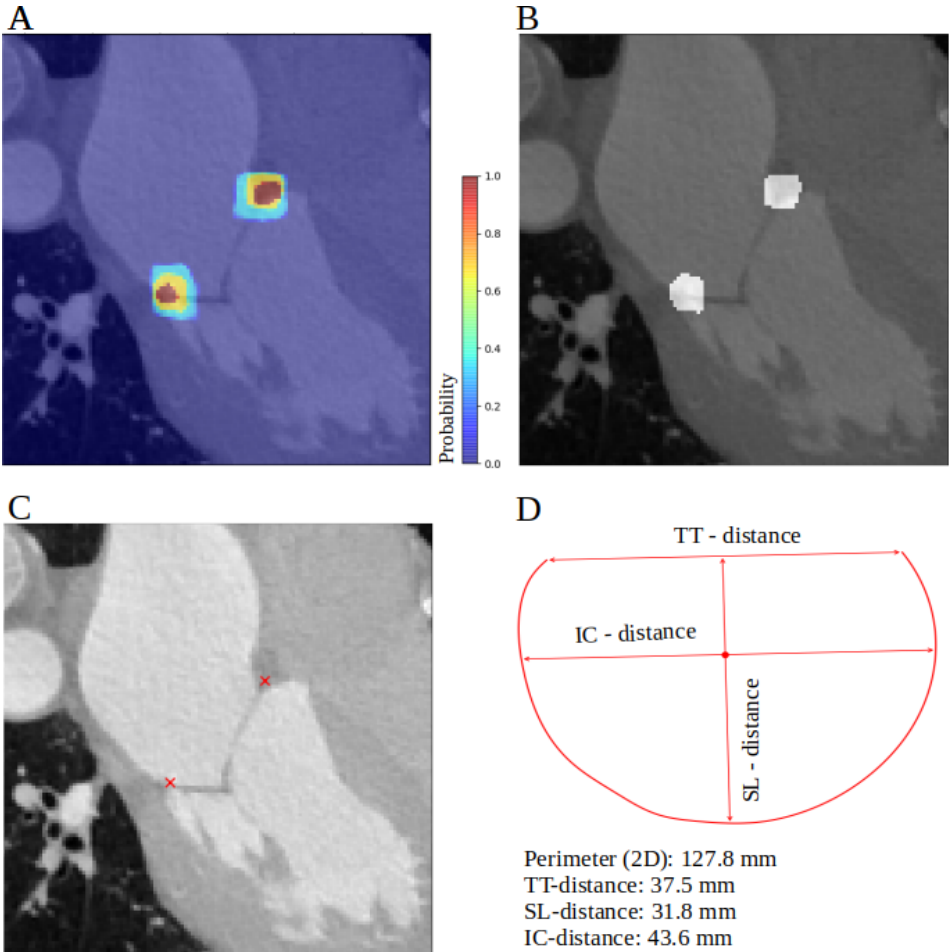 A
B
1.0
0.8
0.6
0.4
0.2
0.0
Probability
C
D
TT - distance
IC - distance
SL - distance
Perimeter (2D): 127.8 mm
TT-distance: 37.5 mm
SL-distance: 31.8 mm
IC-distance: 43.6 mm